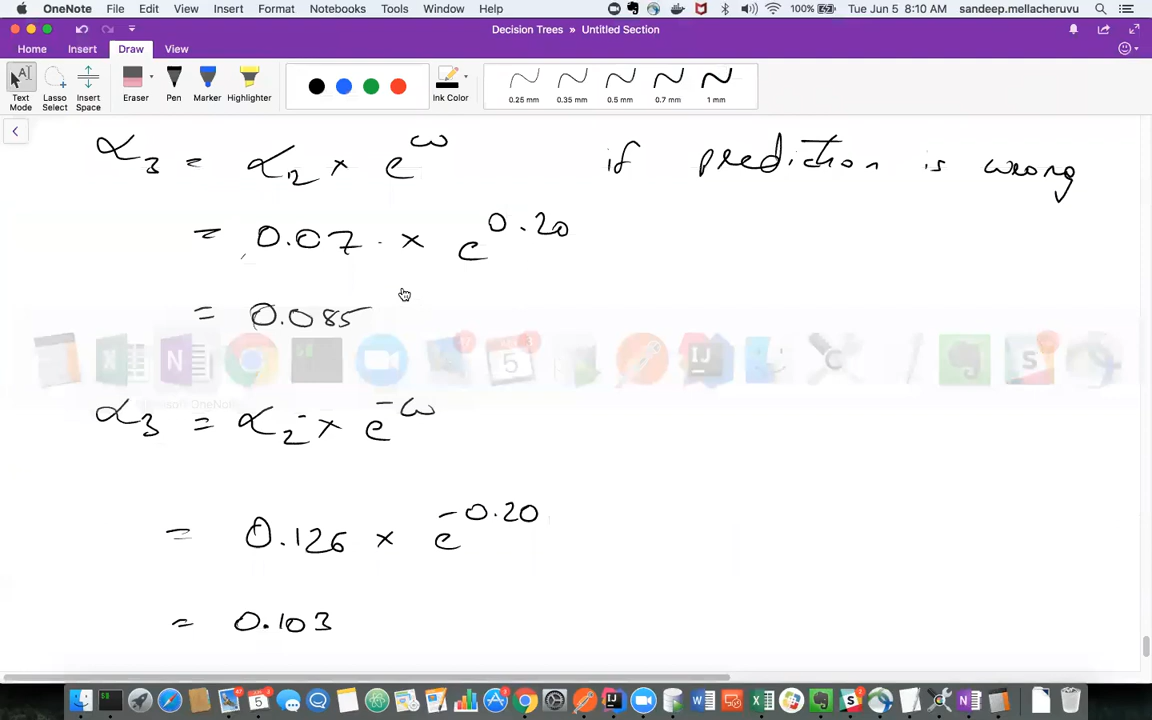 OneNote File Edit View Insert Format Notebooks Tools Window Help 100% Tue Jun 5 8:10 AM sandeep.mellacheruvu
Decision Trees » Untitled Section
Home Insert Draw View
Text Mode Lasso Select Insert Space Eraser Pen Marker Highlighter Ink Color 0.25 mm 0.35 mm 0.5 mm 0.7 mm 1 mm
α₃ = α₂ × e^ω if prediction is wrong
= 0.07 × e^0.20
= 0.085
Microsoft OneNote
α₃ = α₂ × e^-ω
= 0.126 × e^-0.20
= 0.103